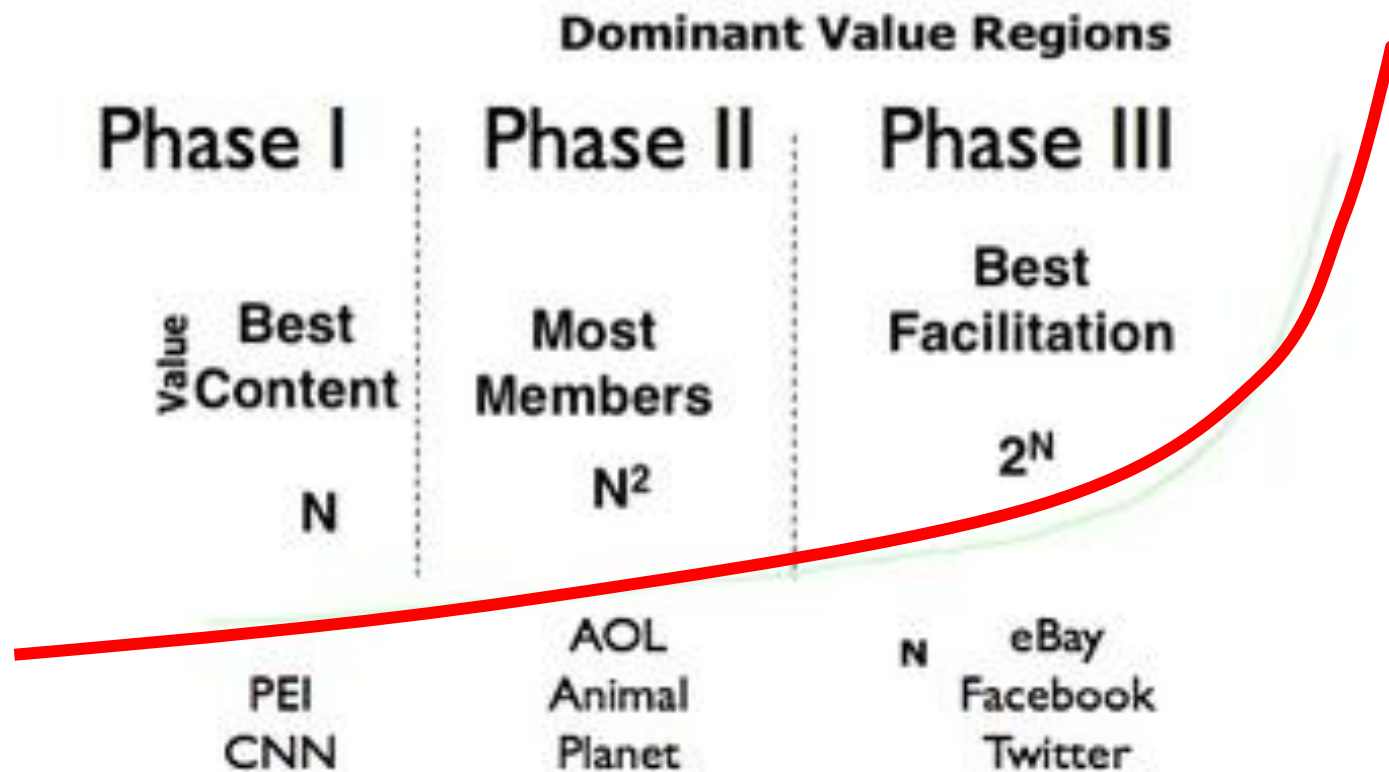 Dominant Value Regions
Phase I
Phase II
Phase III
Value
Best
Content
N
Most
Members
N²
Best
Facilitation
2ᴺ
PEI
CNN
AOL
Animal
Planet
N
eBay
Facebook
Twitter